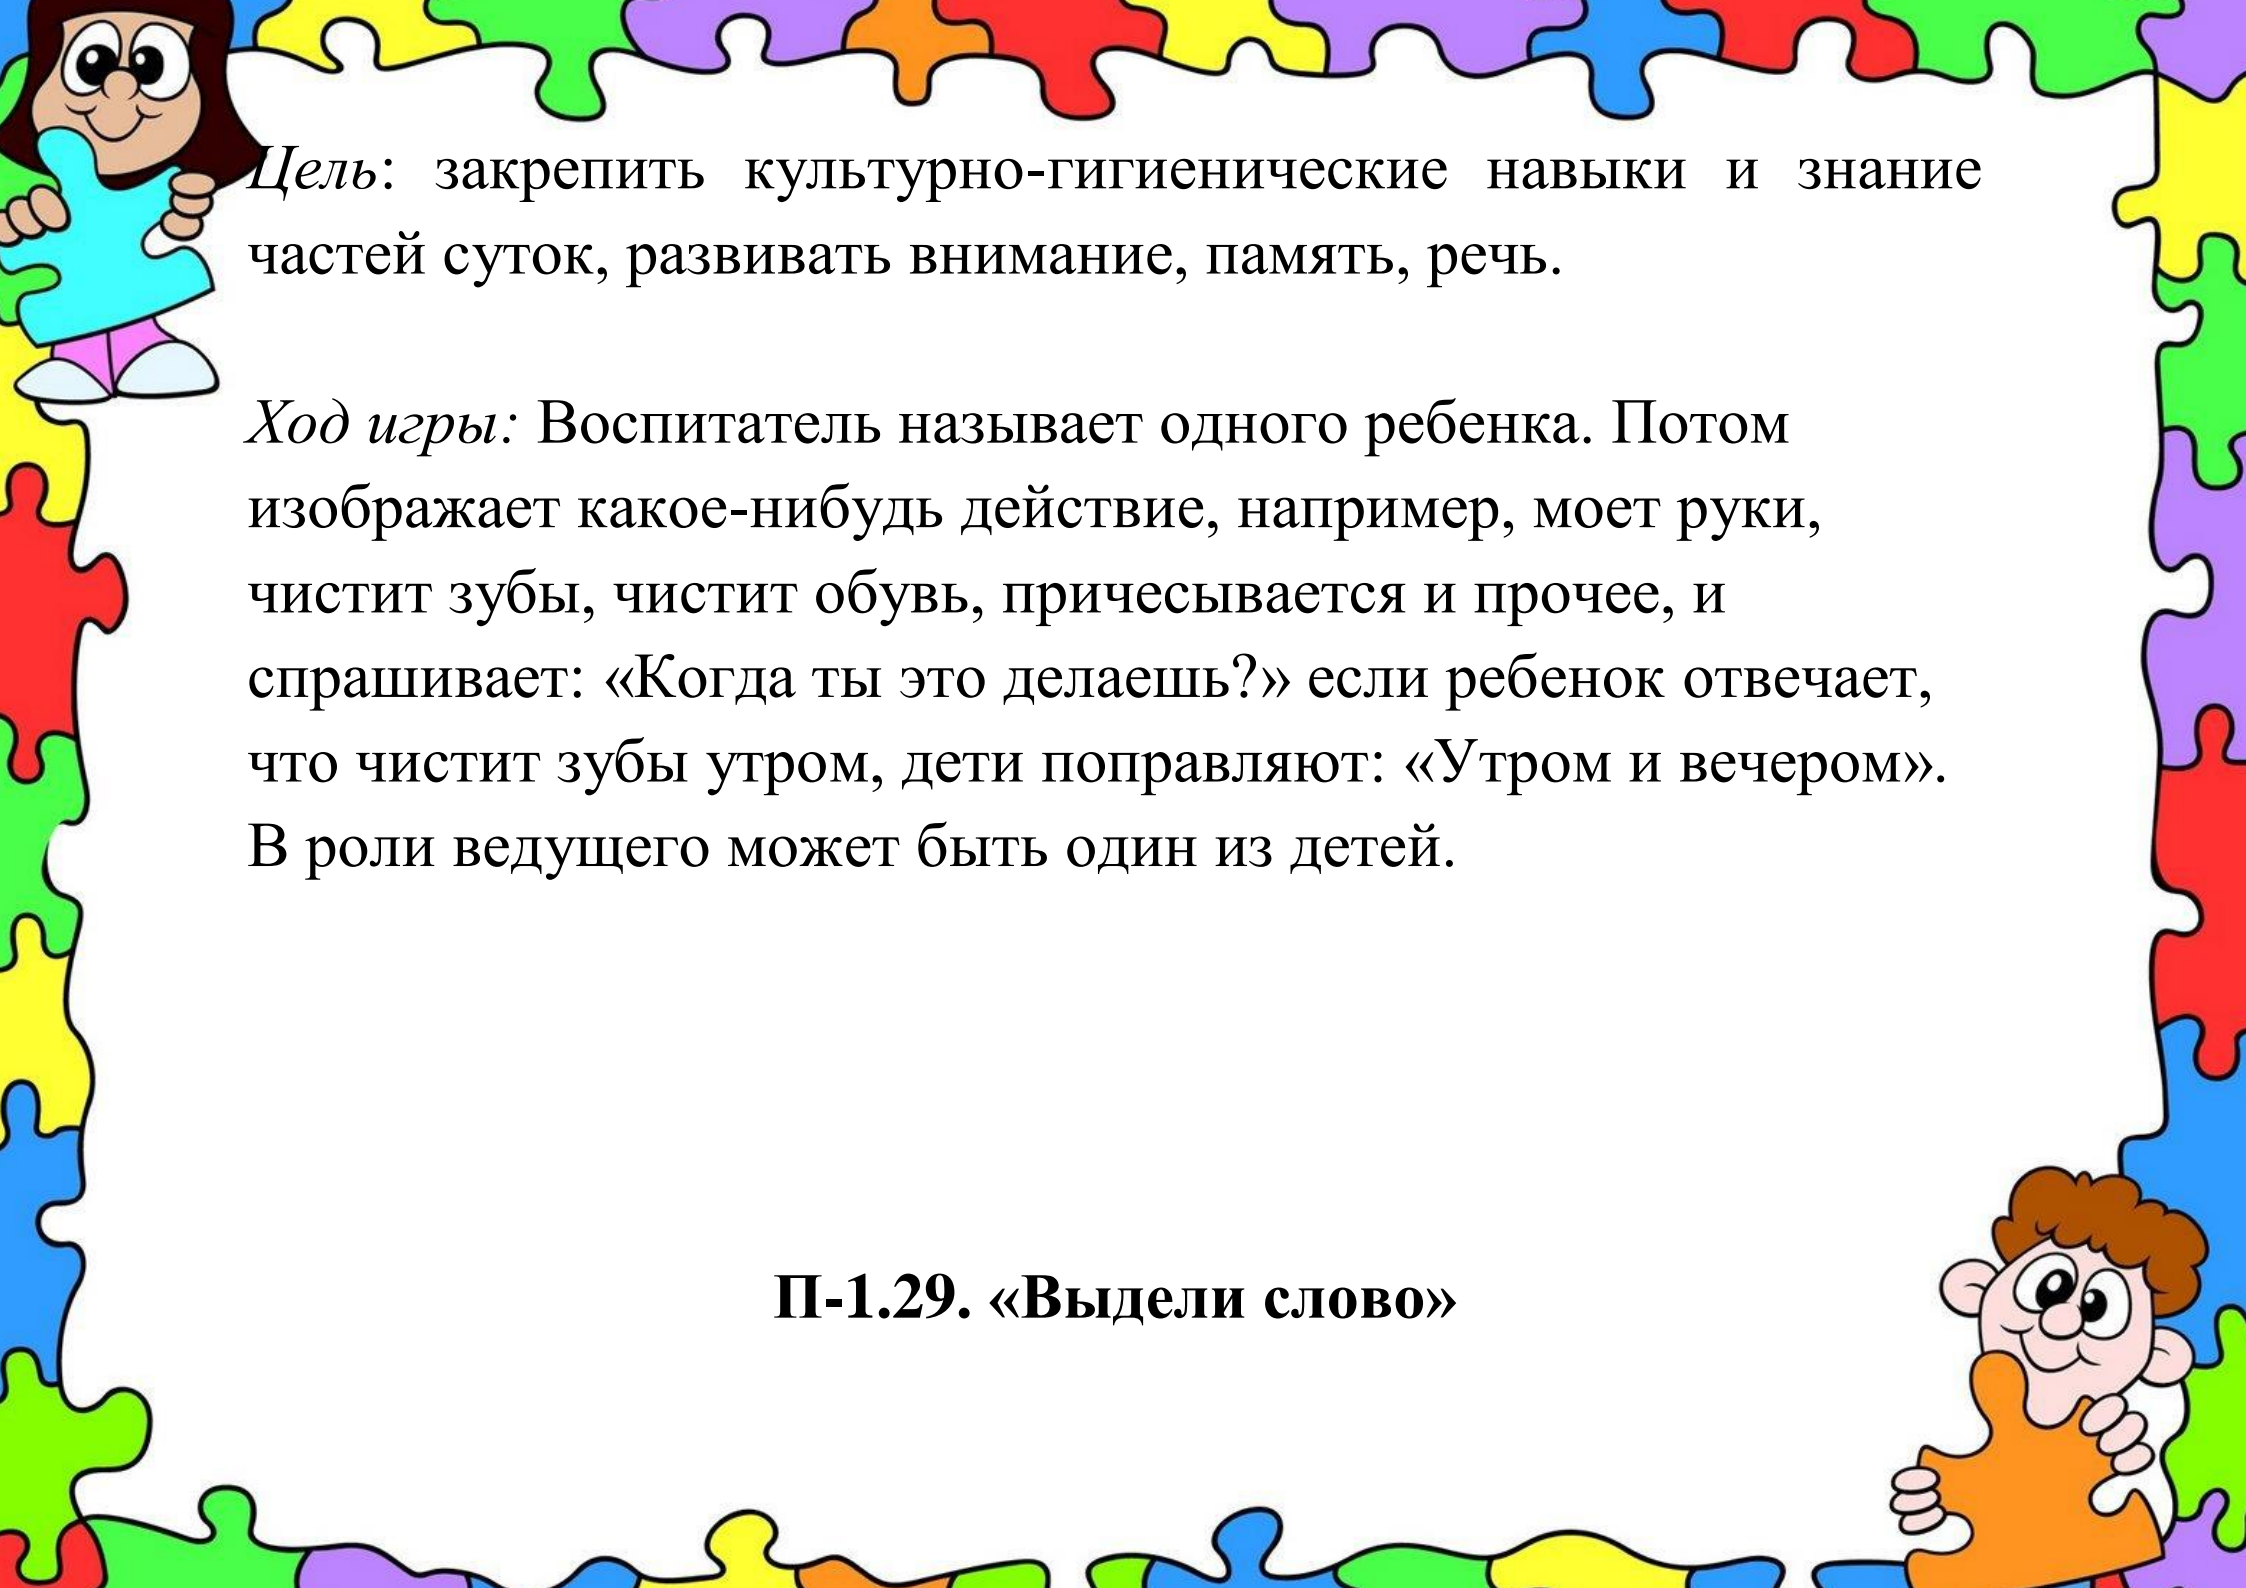 Цель: закрепить культурно-гигиенические навыки и знание
частей суток, развивать внимание, память, речь.
Ход игры: Воспитатель называет одного ребенка. Потом
изображает какое-нибудь действие, например, моет руки,
чистит зубы, чистит обувь, причесывается и прочее, и
спрашивает: «Когда ты это делаешь?» если ребенок отвечает,
что чистит зубы утром, дети поправляют: «Утром и вечером».
В роли ведущего может быть один из детей.
П-1.29. «Выдели слово»